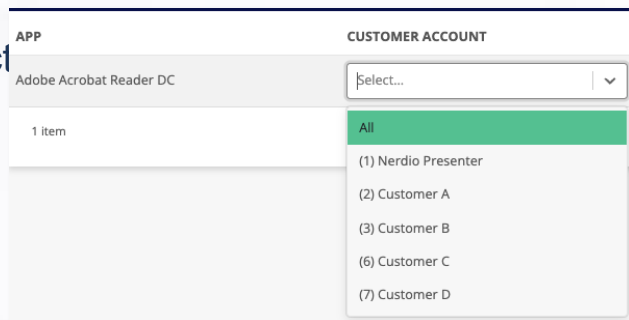 APP CUSTOMER ACCOUNT
Adobe Acrobat Reader DC Select...
1 item
All
(1) Nerdio Presenter
(2) Customer A
(3) Customer B
(6) Customer C
(7) Customer D